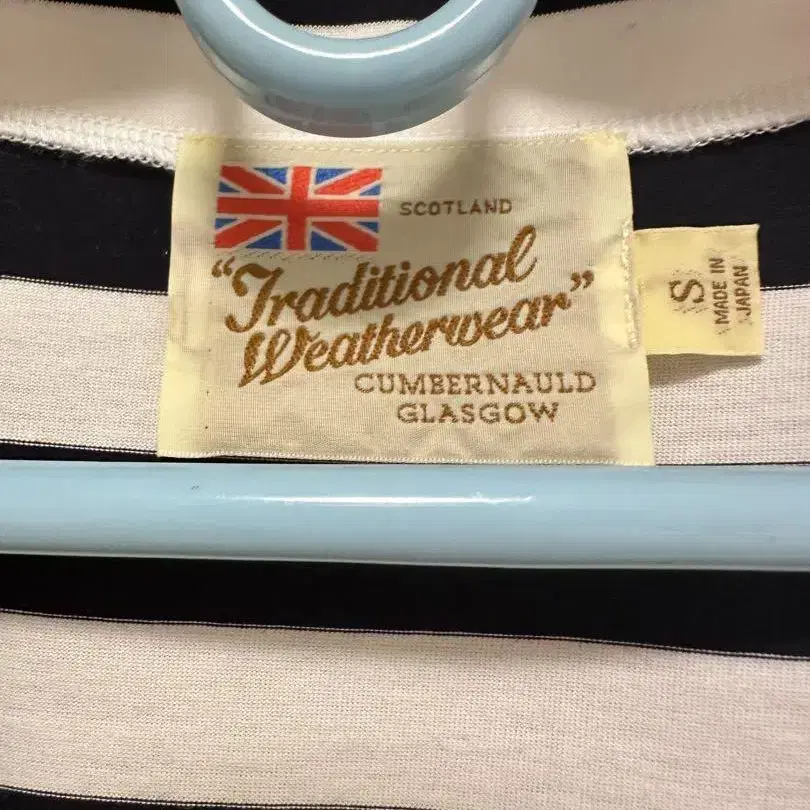 SCOTLAND
"Traditional
Weatherwear"
CUMBERNAULD
GLASGOW
S
MADE IN
JAPAN